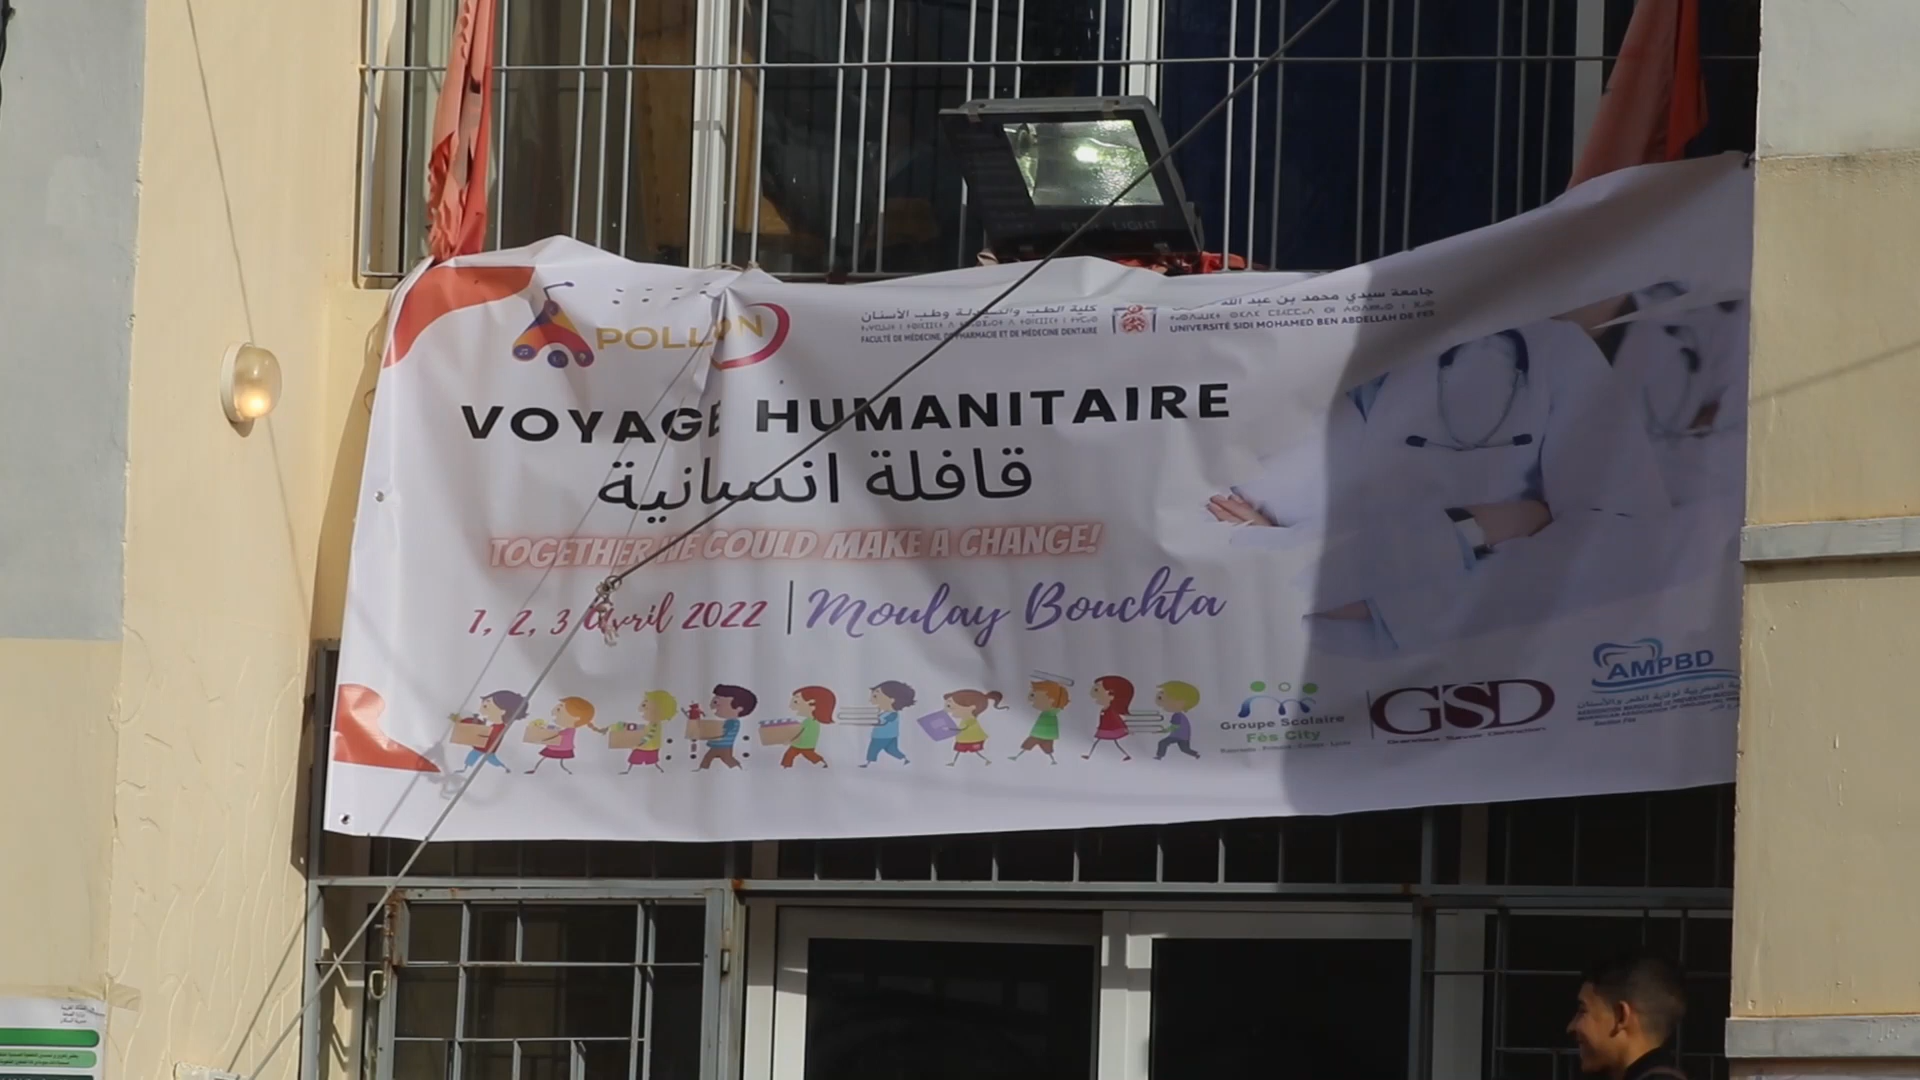 POLLON
كلية الطب والصيدلة وطب الأسنان
FACULTÉ DE MÉDECINE, DE PHARMACIE ET DE MÉDECINE DENTAIRE
جامعة سيدي محمد بن عبد الله
UNIVERSITÉ SIDI MOHAMED BEN ABDELLAH DE FES
VOYAGE HUMANITAIRE
قافلة انسانية
TOGETHER WE COULD MAKE A CHANGE!
1, 2, 3 Avril 2022 | Moulay Bouchta
Groupe Scolaire
Fès City
GSD
AMPBD
STAR LIGHT